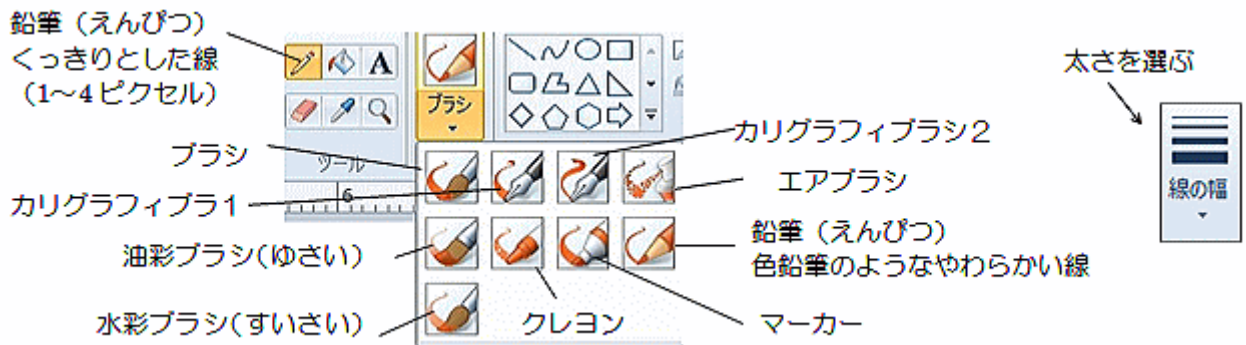 鉛筆（えんぴつ）
くっきりとした線
（1～4ピクセル）
A
ブラシ
ツール
6
ブラシ
カリグラフィブラ1
油彩ブラシ(ゆさい)
水彩ブラシ(すいさい)
クレヨン
マーカー
カリグラフィブラシ2
エアブラシ
鉛筆（えんぴつ）
色鉛筆のようなやわらかい線
太さを選ぶ
線の幅